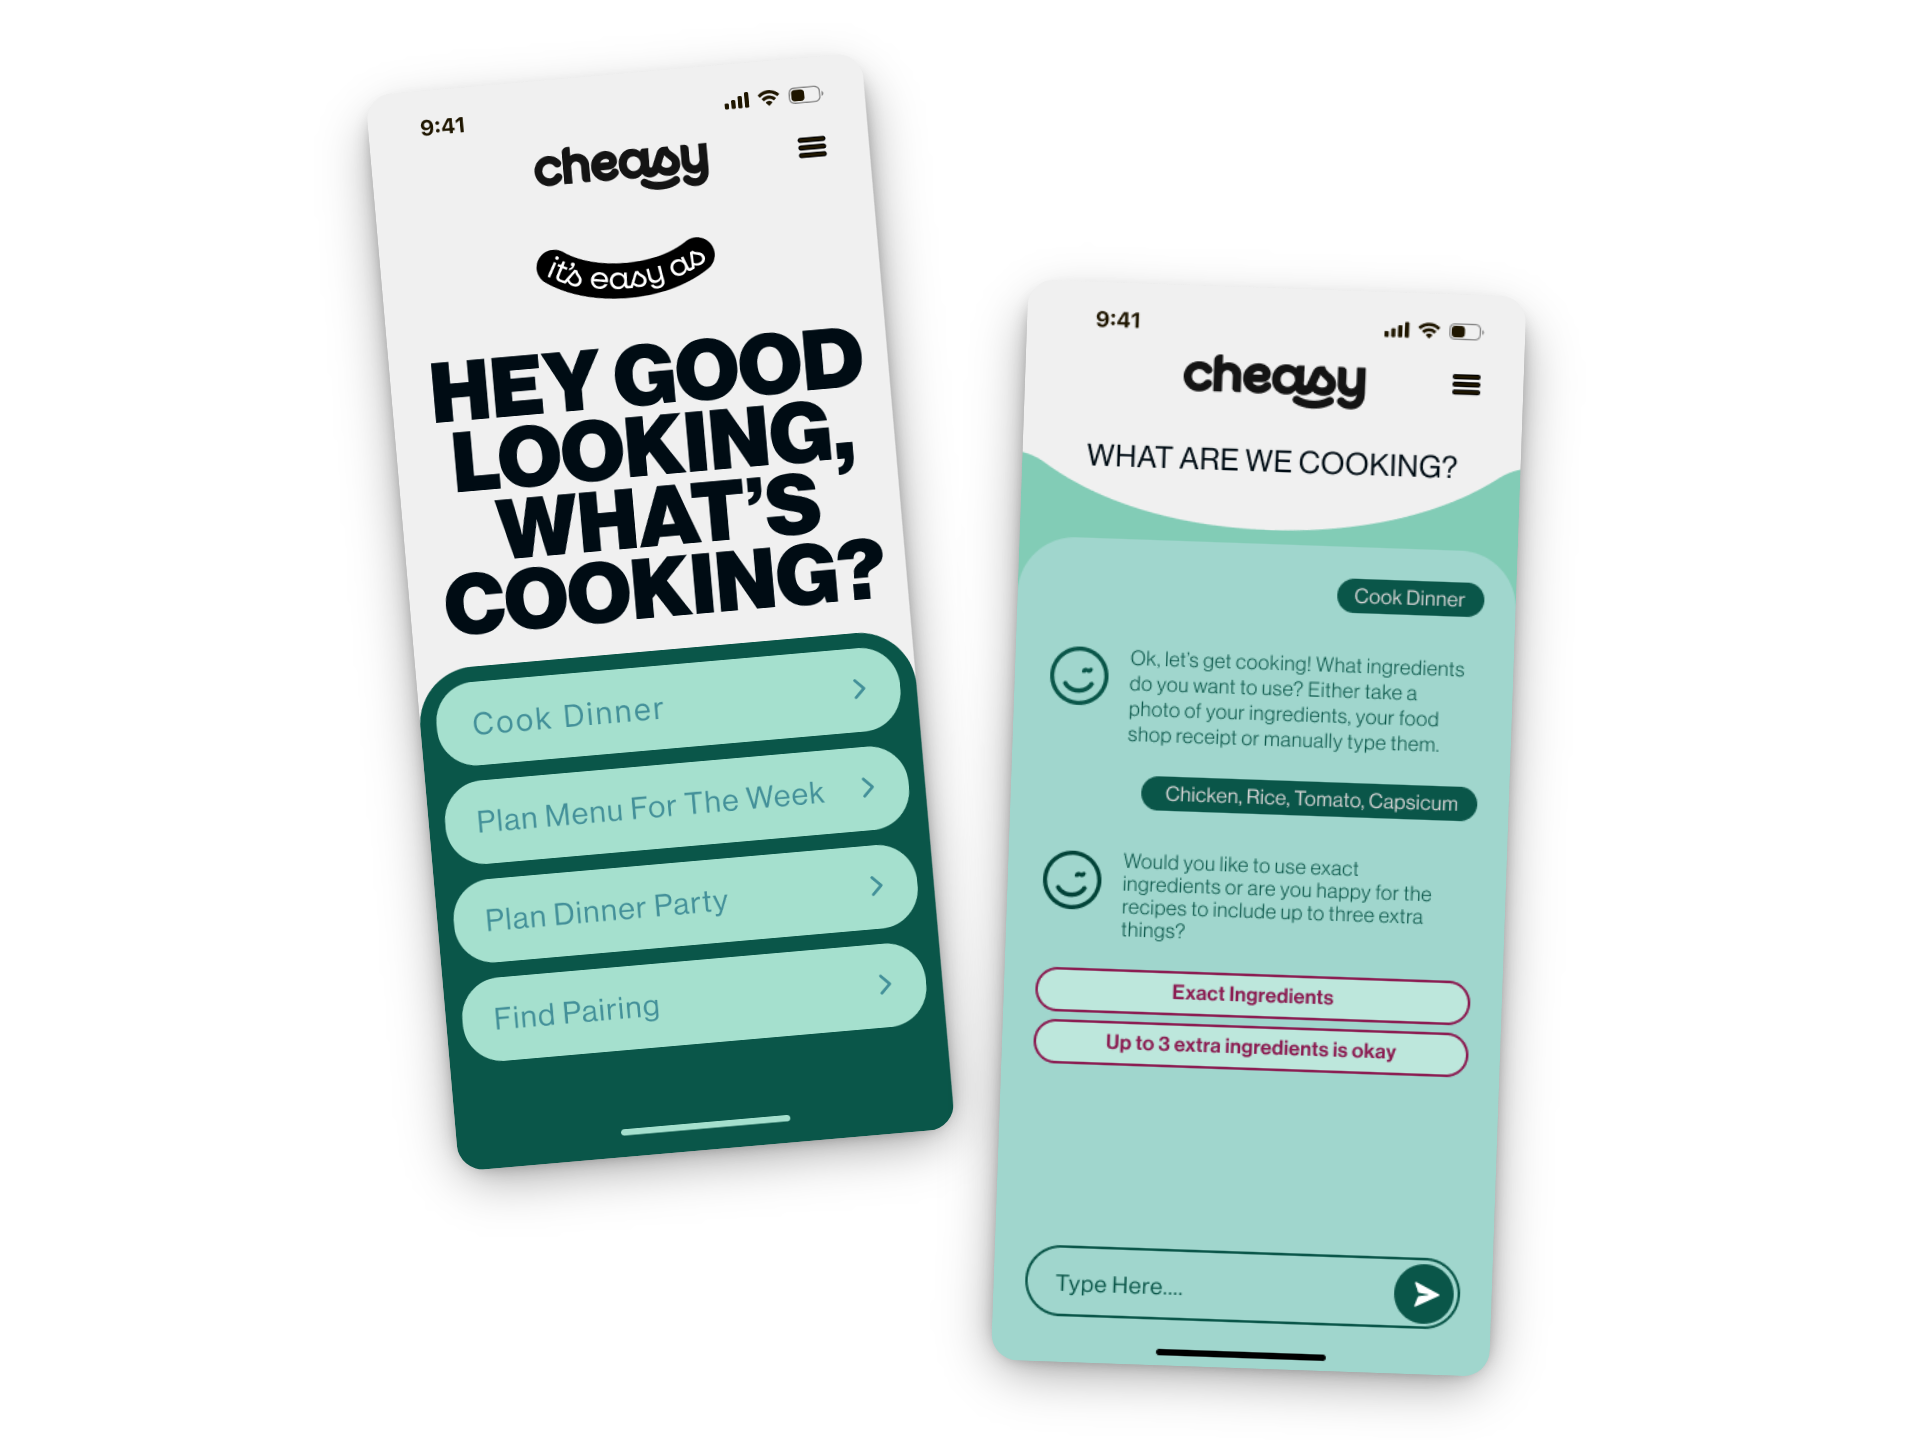 9:41
cheasy
it's easy as
HEY GOOD
LOOKING,
WHAT'S
COOKING?
Cook Dinner
Plan Menu For The Week
Plan Dinner Party
Find Pairing
9:41
cheasy
WHAT ARE WE COOKING?
Cook Dinner
Ok, let's get cooking! What ingredients
do you want to use? Either take a
photo of your ingredients, your food
shop receipt or manually type them.
Chicken, Rice, Tomato, Capsicum
Would you like to use exact
ingredients or are you happy for the
recipes to include up to three extra
things?
Exact Ingredients
Up to 3 extra ingredients is okay
Type Here....